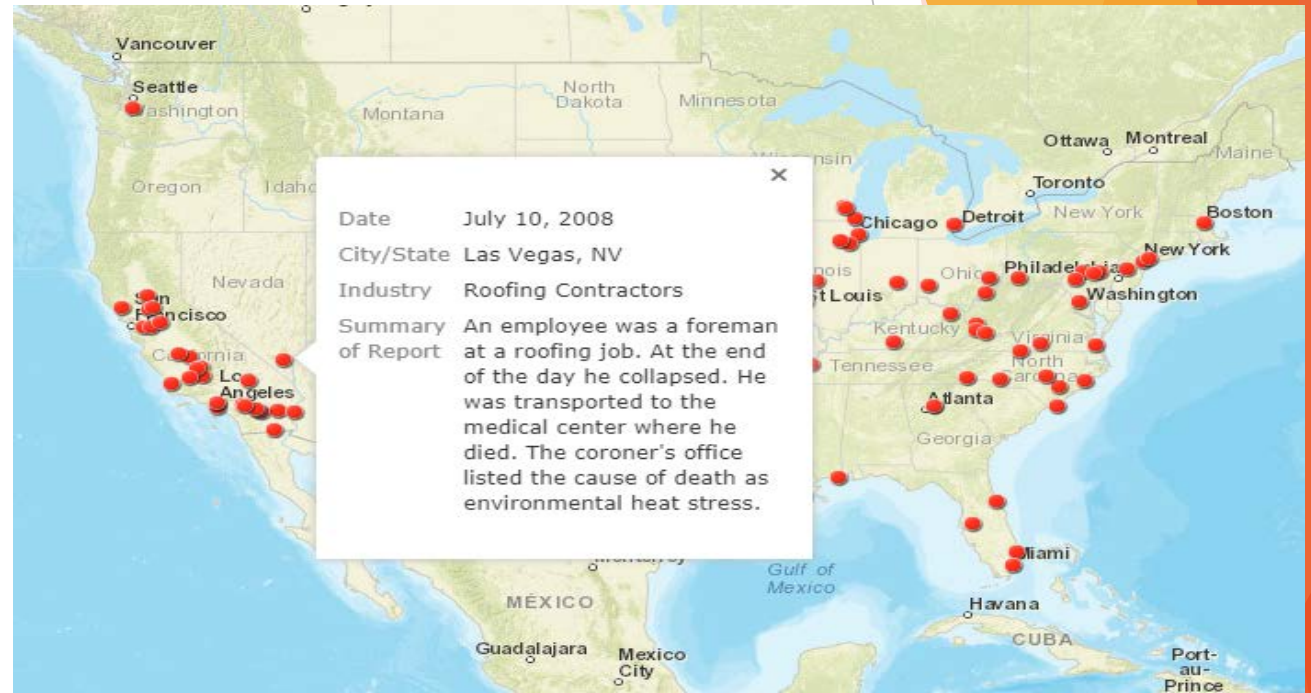 Vancouver
Seattle
Washington
Montana
North
Dakota
Minnesota
Ottawa
Montreal
Maine
Oregon
Idaho
Toronto
Chicago
Detroit
New York
Boston
Nevada
San
Francisco
California
Los
Angeles
Ohio
Philadelphia
New York
St Louis
Washington
Kentucky
Virginia
Tennessee
North
Carolina
Atlanta
Georgia
×
Date July 10, 2008
City/State Las Vegas, NV
Industry Roofing Contractors
Summary An employee was a foreman
of Report at a roofing job. At the end
of the day he collapsed. He
was transported to the
medical center where he
died. The coroner's office
listed the cause of death as
environmental heat stress.
Miami
Gulf of
Mexico
Havana
MÉXICO
CUBA
Guadalajara
Mexico
City
Port-
au-
Prince